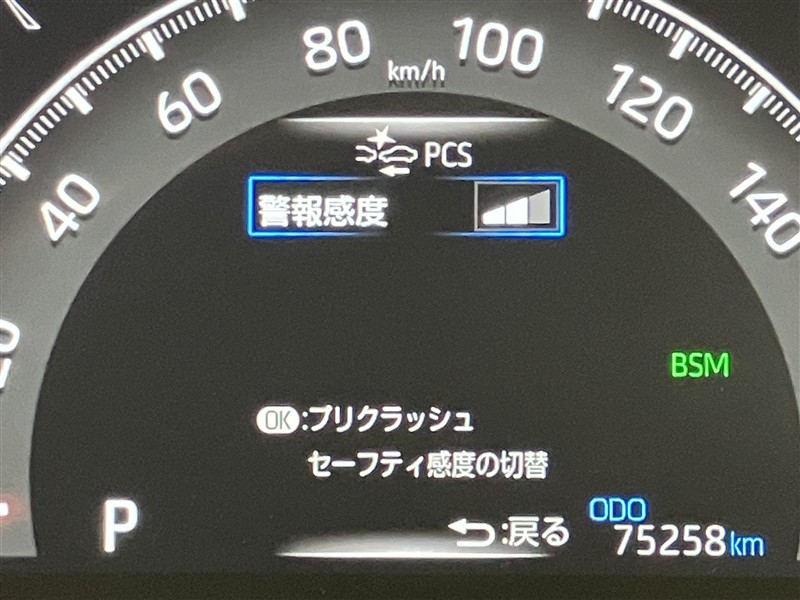 80
100
km/h
60
120
PCS
40
140
警報感度
BSM
OK:プリクラッシュ
セーフティ感度の切替
P
:戻る
ODO
75258km